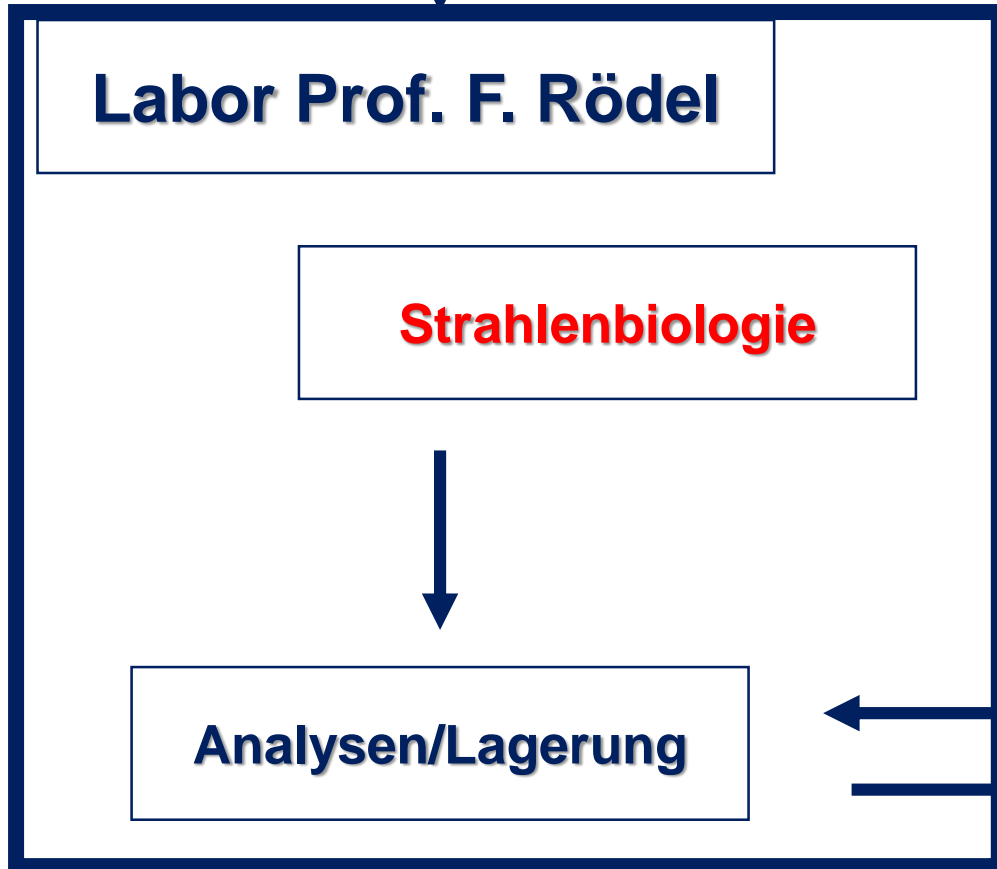 Labor Prof. F. Rödel
Strahlenbiologie
Analysen/Lagerung